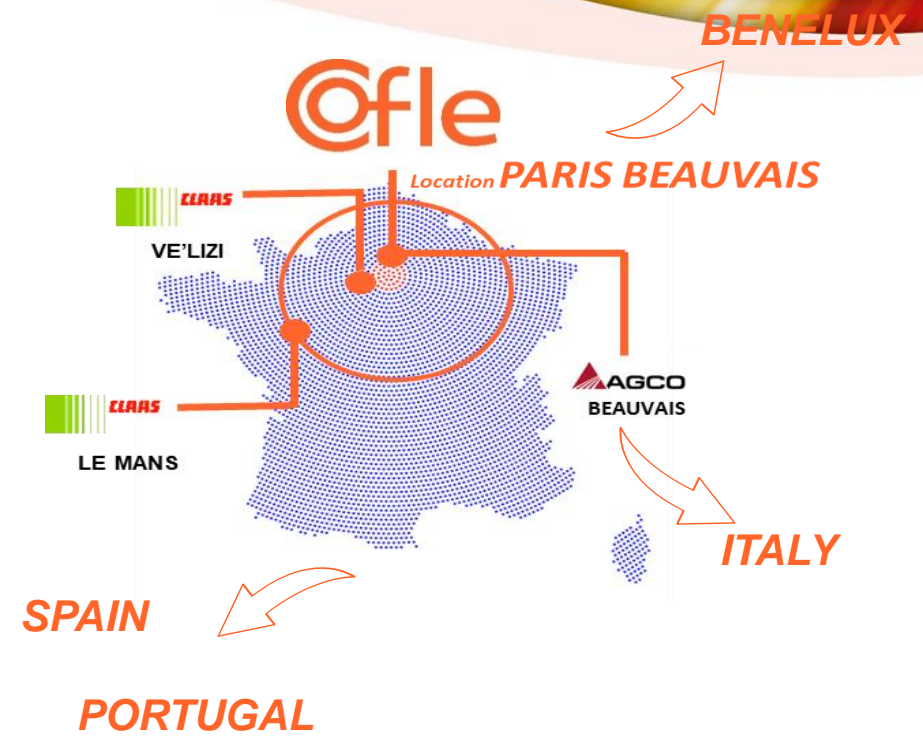 BENELUX
Cofle
Location PARIS BEAUVAIS
CLAAS
VE'LIZI
AGCO
BEAUVAIS
CLAAS
LE MANS
ITALY
SPAIN
PORTUGAL